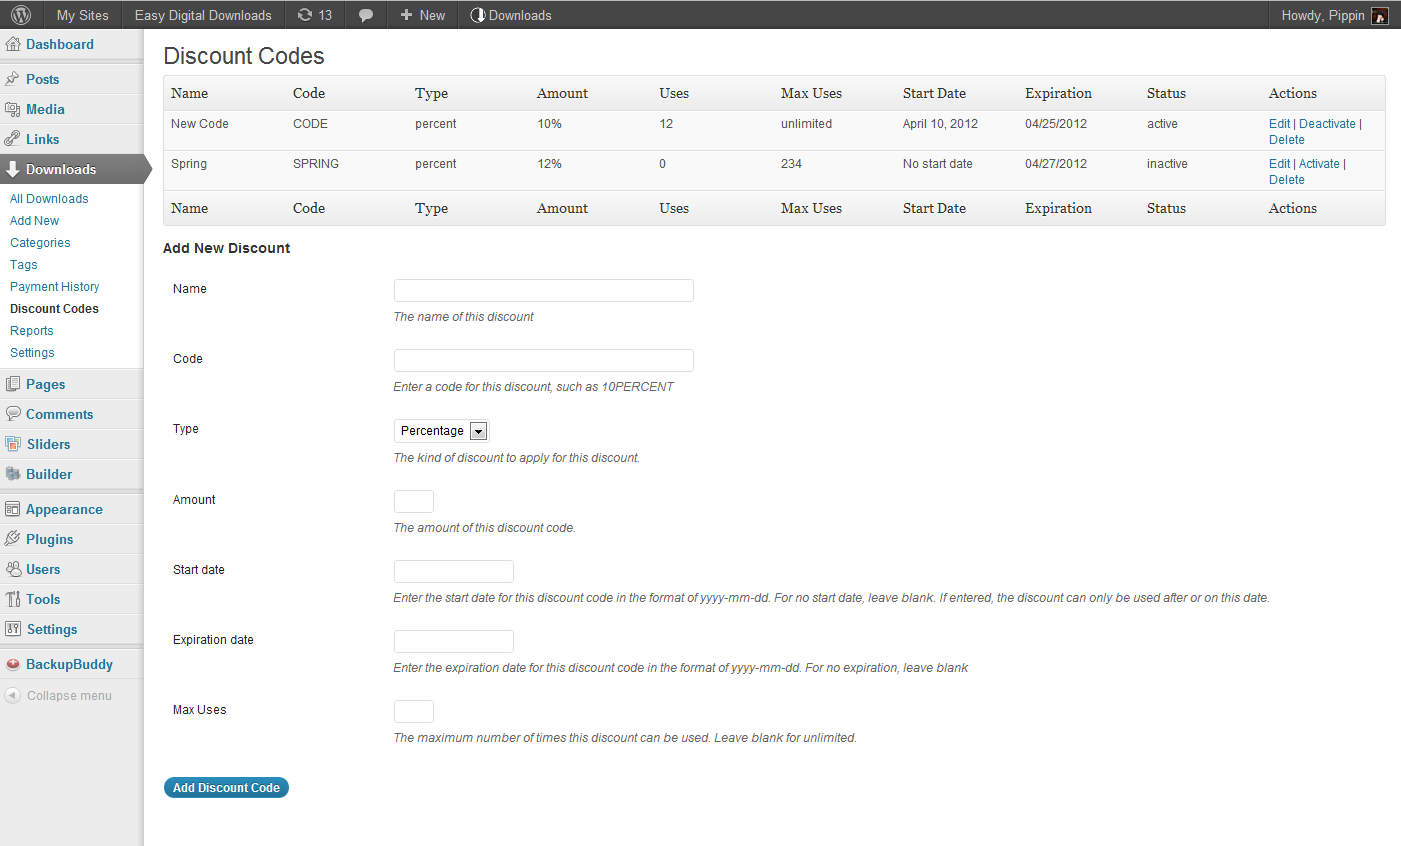 My Sites Easy Digital Downloads 13 New Downloads Howdy, Pippin
Dashboard
Posts
Media
Links
Downloads
All Downloads
Add New
Categories
Tags
Payment History
Discount Codes
Reports
Settings
Pages
Comments
Sliders
Builder
Appearance
Plugins
Users
Tools
Settings
BackupBuddy
Collapse menu
Discount Codes
Name Code Type Amount Uses Max Uses Start Date Expiration Status Actions
New Code CODE percent 10% 12 unlimited April 10, 2012 04/25/2012 active Edit | Deactivate |
Delete
Spring SPRING percent 12% 0 234 No start date 04/27/2012 inactive Edit | Activate |
Delete
Name Code Type Amount Uses Max Uses Start Date Expiration Status Actions
Add New Discount
Name
The name of this discount
Code
Enter a code for this discount, such as 10PERCENT
Type Percentage
The kind of discount to apply for this discount.
Amount
The amount of this discount code.
Start date
Enter the start date for this discount code in the format of yyyy-mm-dd. For no start date, leave blank. If entered, the discount can only be used after or on this date.
Expiration date
Enter the expiration date for this discount code in the format of yyyy-mm-dd. For no expiration, leave blank
Max Uses
The maximum number of times this discount can be used. Leave blank for unlimited.
Add Discount Code